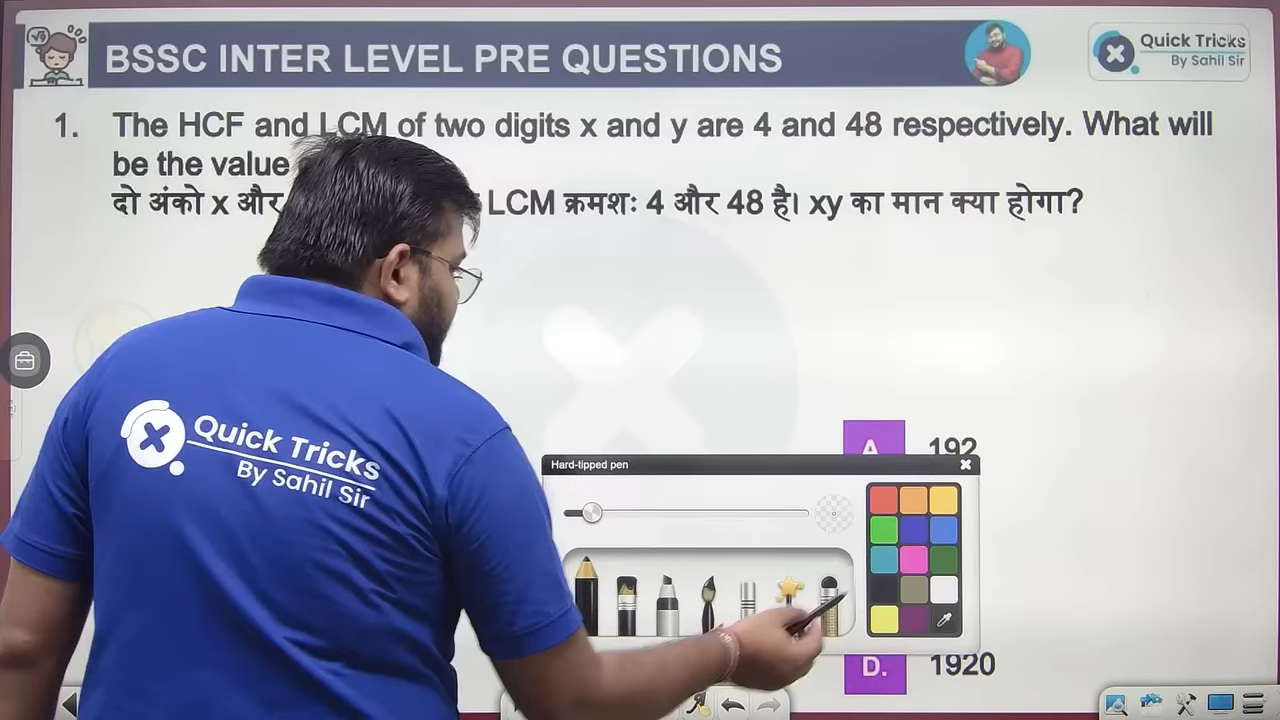 BSSC INTER LEVEL PRE QUESTIONS
Quick Tricks
By Sahil Sir
1. The HCF and LCM of two digits x and y are 4 and 48 respectively. What will
be the value
दो अंको x और LCM क्रमशः 4 और 48 है। xy का मान क्या होगा?
Quick Tricks
By Sahil Sir
A 192
Hard-tipped pen
D. 1920